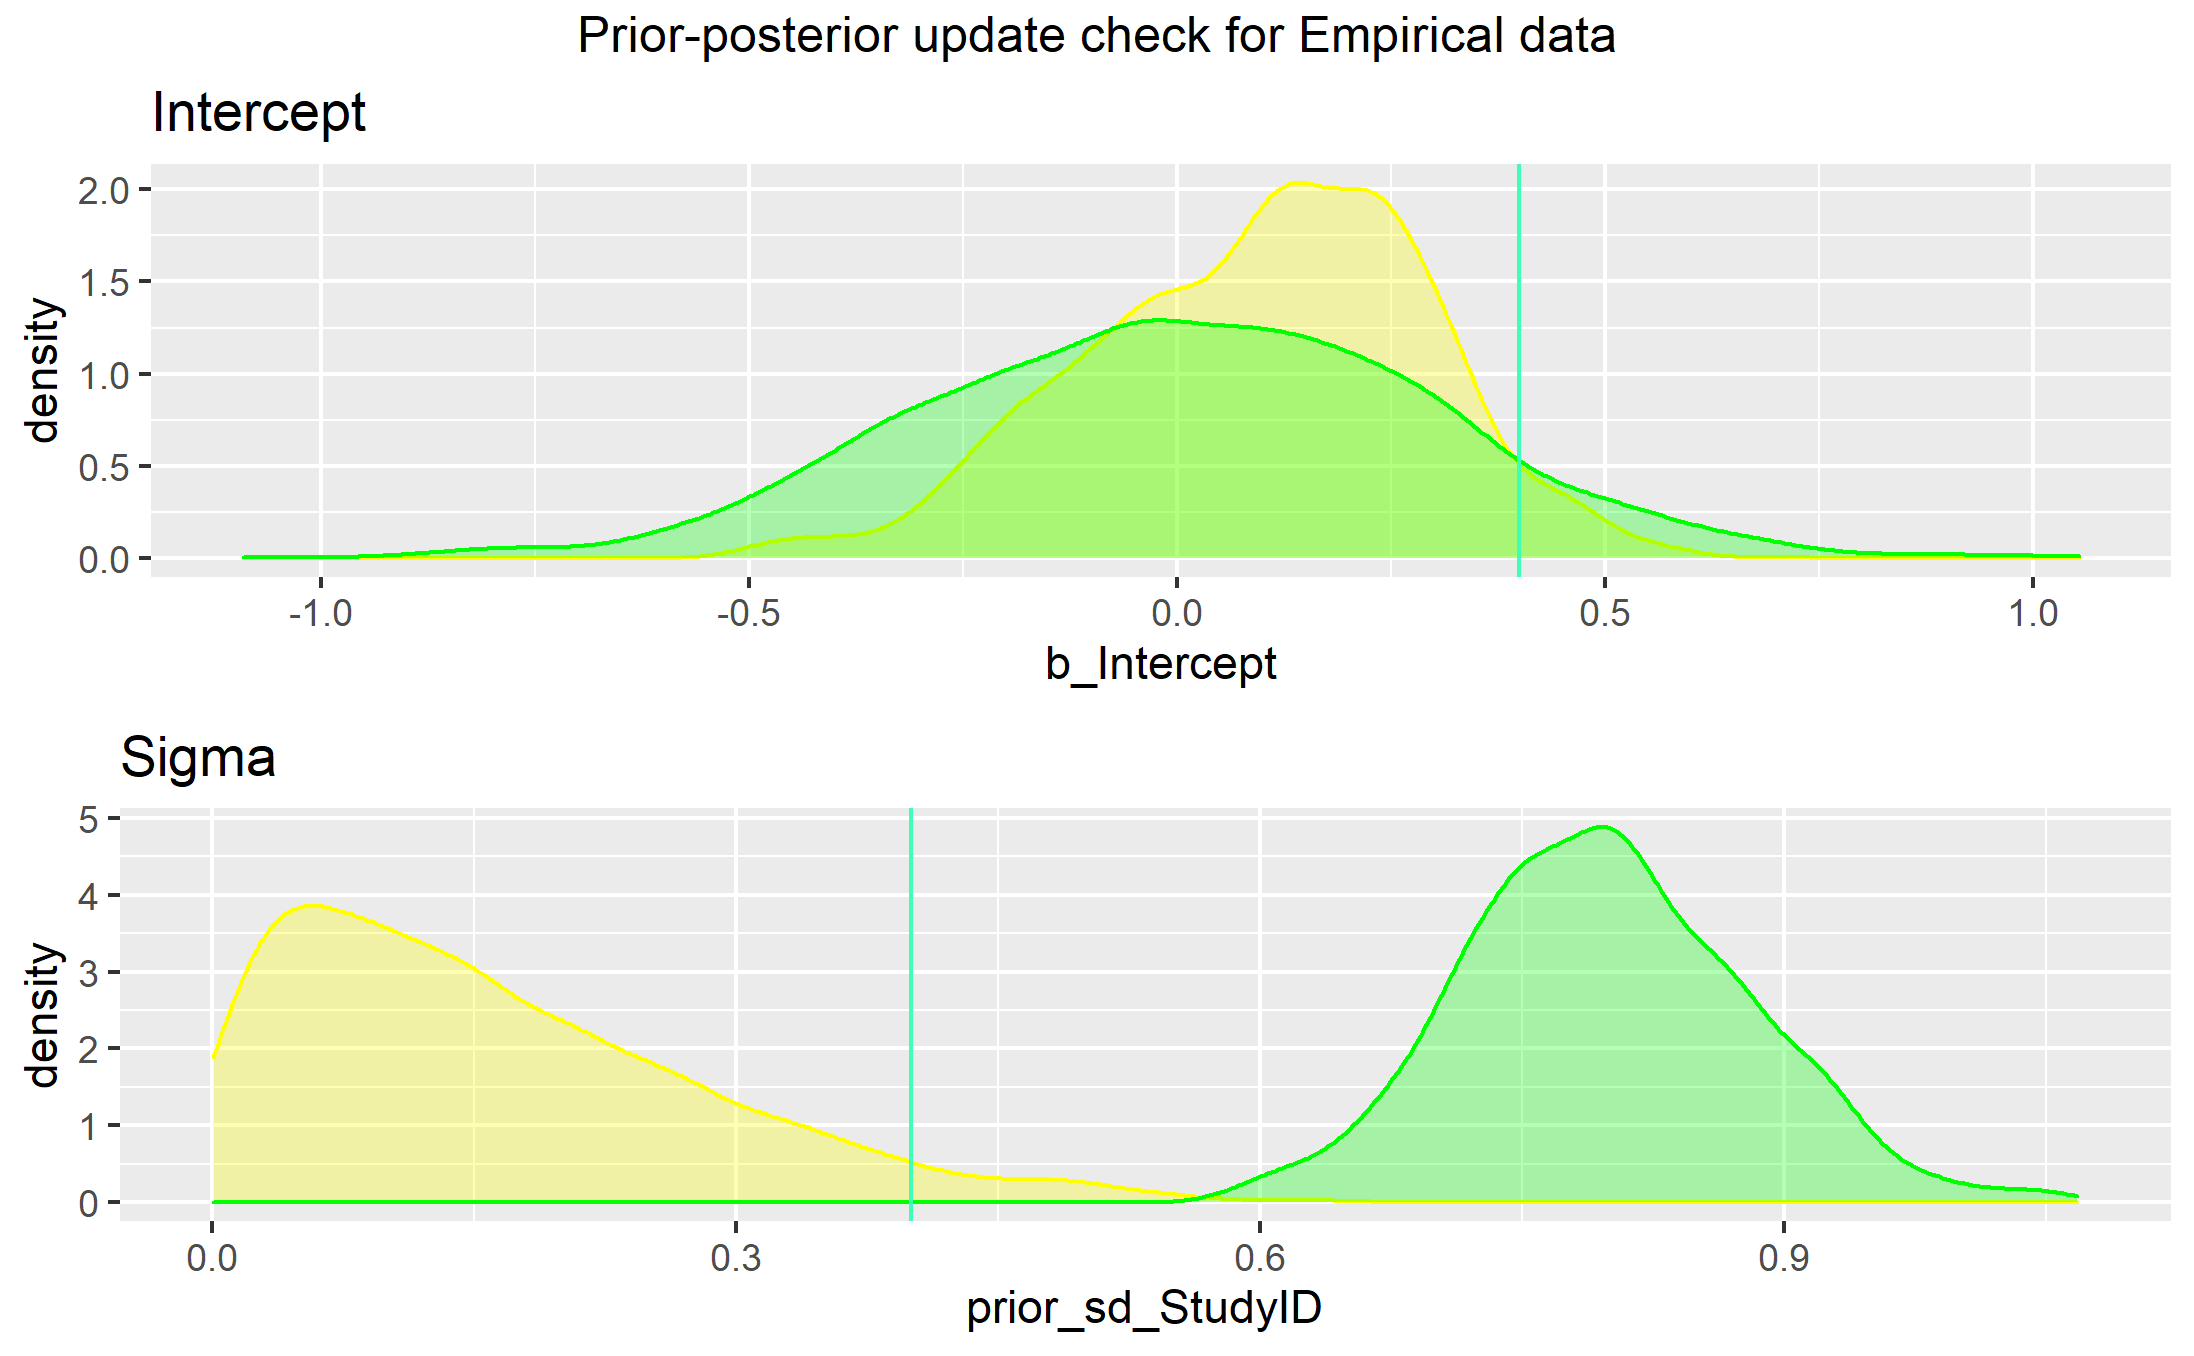 Prior-posterior update check for Empirical data
Intercept
density
2.0
1.5
1.0
0.5
0.0
-1.0 -0.5 0.0 0.5 1.0
b_Intercept
Sigma
density
5
4
3
2
1
0
0.0 0.3 0.6 0.9
prior_sd_StudyID